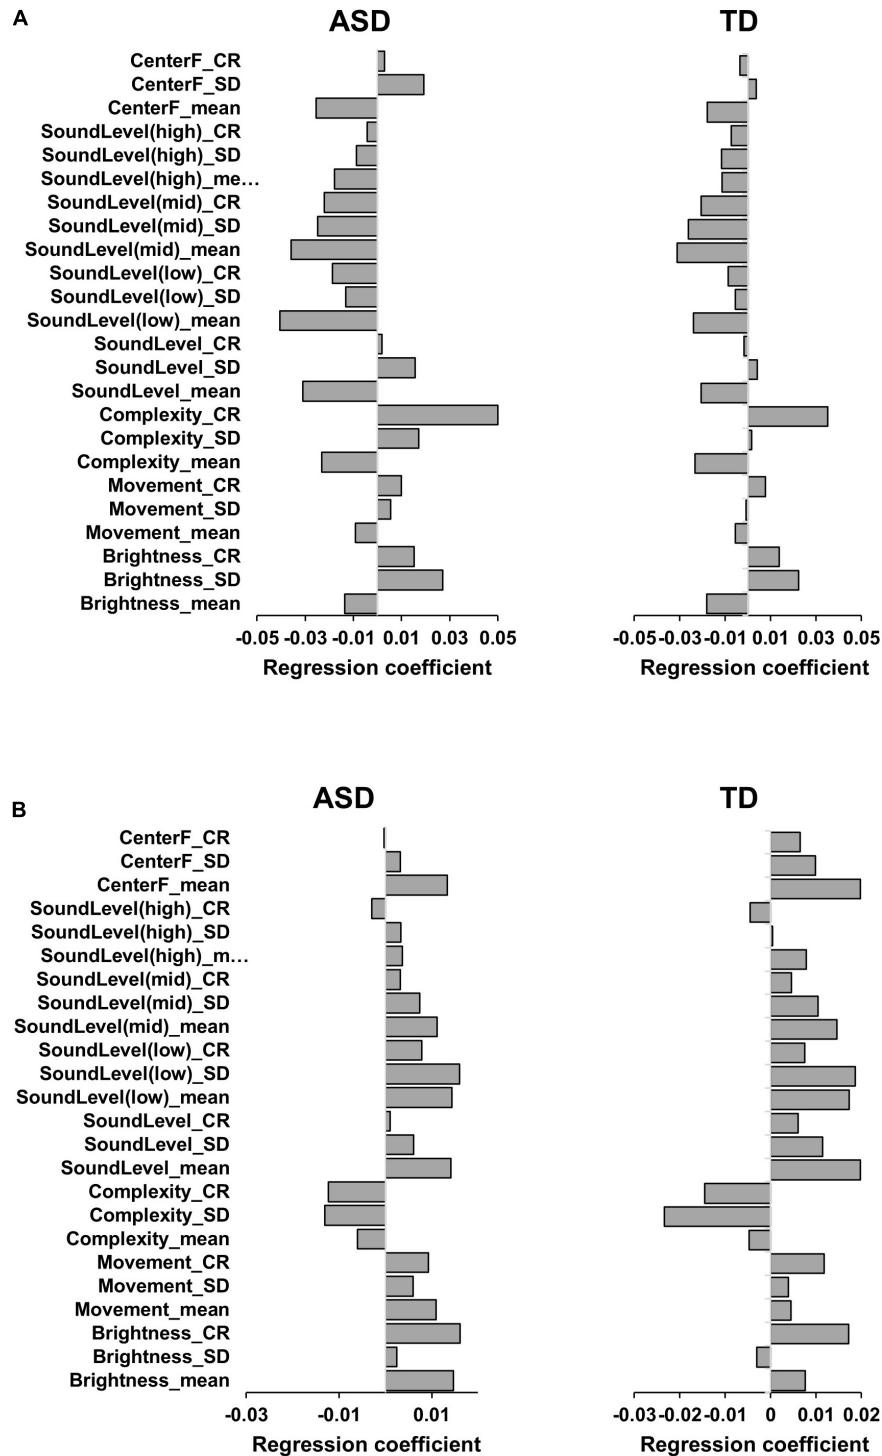 A
ASD TD
CenterF_CR
CenterF_SD
CenterF_mean
SoundLevel(high)_CR
SoundLevel(high)_SD
SoundLevel(high)_me…
SoundLevel(mid)_CR
SoundLevel(mid)_SD
SoundLevel(mid)_mean
SoundLevel(low)_CR
SoundLevel(low)_SD
SoundLevel(low)_mean
SoundLevel_CR
SoundLevel_SD
SoundLevel_mean
Complexity_CR
Complexity_SD
Complexity_mean
Movement_CR
Movement_SD
Movement_mean
Brightness_CR
Brightness_SD
Brightness_mean
-0.05 -0.03 -0.01 0.01 0.03 0.05 -0.05 -0.03 -0.01 0.01 0.03 0.05
Regression coefficient Regression coefficient
B
ASD TD
CenterF_CR
CenterF_SD
CenterF_mean
SoundLevel(high)_CR
SoundLevel(high)_SD
SoundLevel(high)_m…
SoundLevel(mid)_CR
SoundLevel(mid)_SD
SoundLevel(mid)_mean
SoundLevel(low)_CR
SoundLevel(low)_SD
SoundLevel(low)_mean
SoundLevel_CR
SoundLevel_SD
SoundLevel_mean
Complexity_CR
Complexity_SD
Complexity_mean
Movement_CR
Movement_SD
Movement_mean
Brightness_CR
Brightness_SD
Brightness_mean
-0.03 -0.01 0.01 -0.03 -0.02 -0.01 0 0.01 0.02
Regression coefficient Regression coefficient